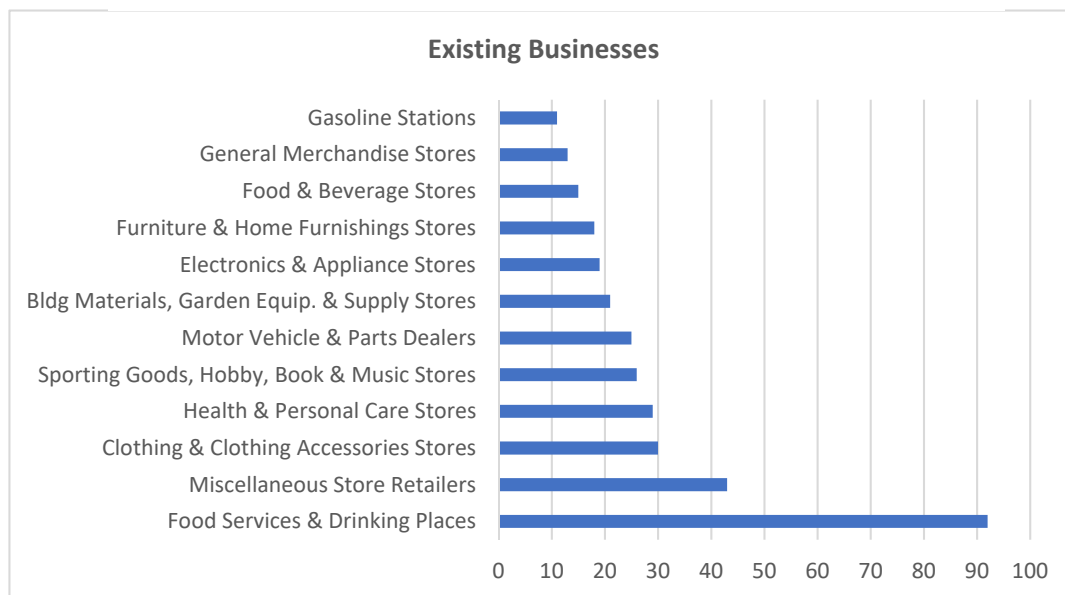 Existing Businesses
Gasoline Stations
General Merchandise Stores
Food & Beverage Stores
Furniture & Home Furnishings Stores
Electronics & Appliance Stores
Bldg Materials, Garden Equip. & Supply Stores
Motor Vehicle & Parts Dealers
Sporting Goods, Hobby, Book & Music Stores
Health & Personal Care Stores
Clothing & Clothing Accessories Stores
Miscellaneous Store Retailers
Food Services & Drinking Places
0 10 20 30 40 50 60 70 80 90 100